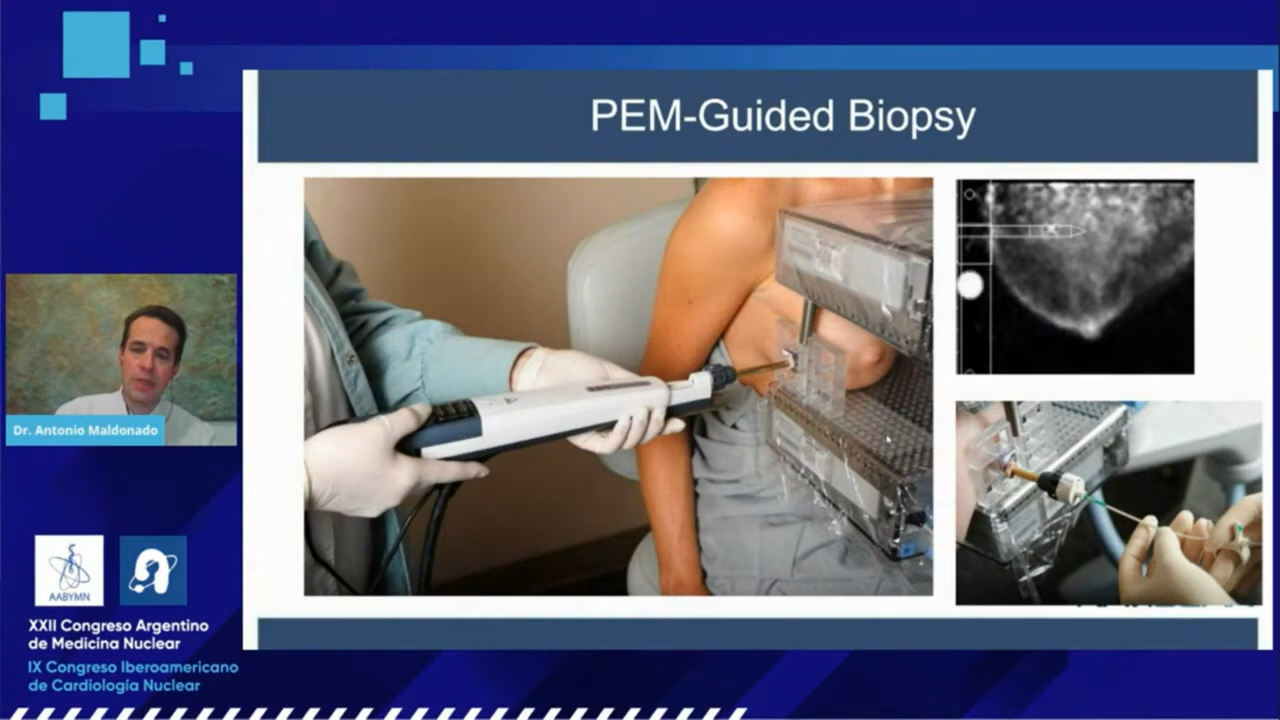 PEM-Guided Biopsy
Dr. Antonio Maldonado
AABYMN
XXII Congreso Argentino
de Medicina Nuclear
IX Congreso Iberoamericano
de Cardiología Nuclear